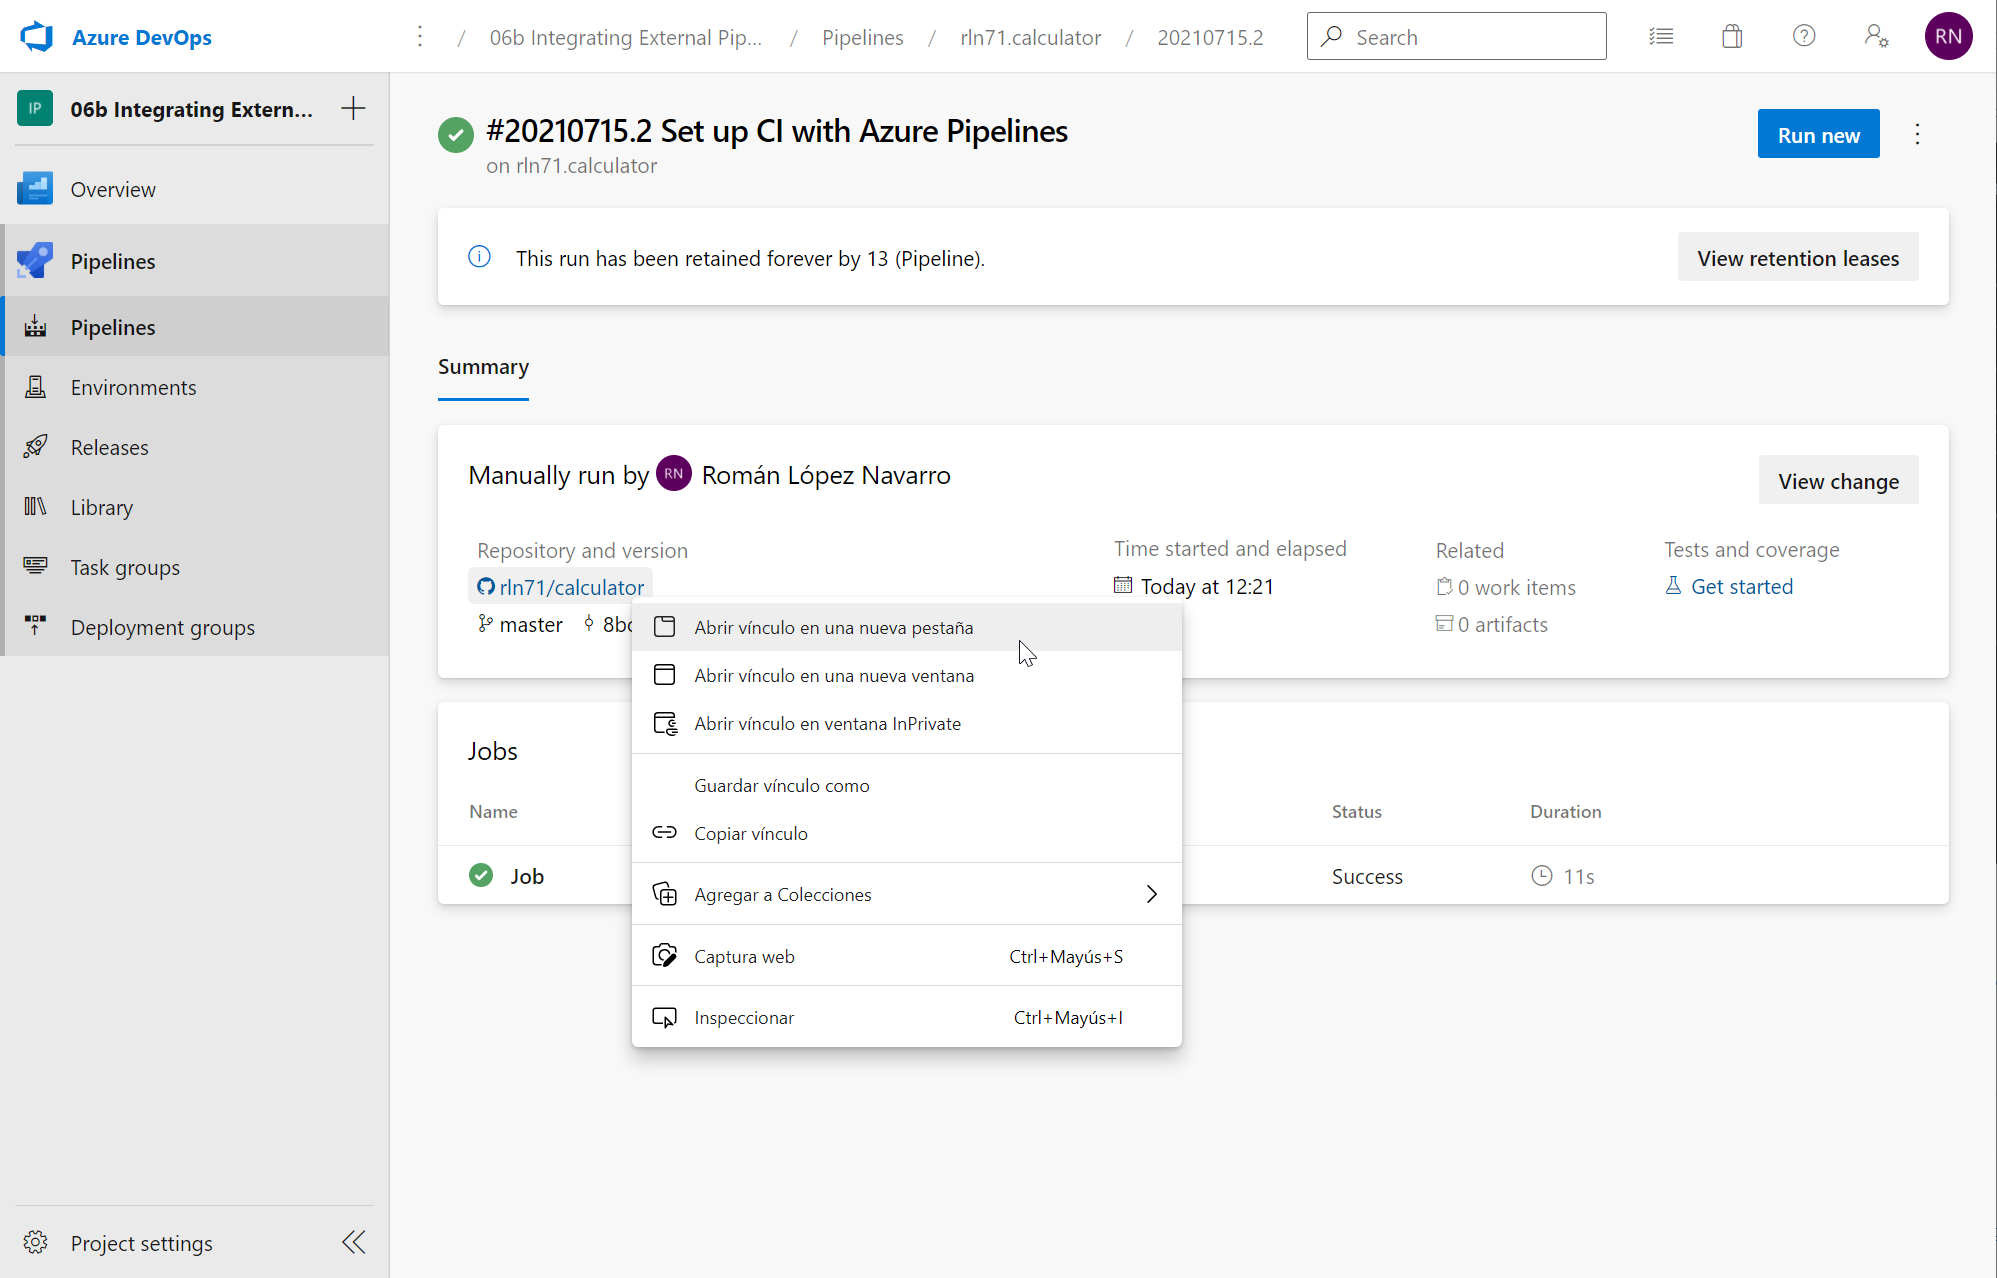 Azure DevOps
/ 06b Integrating External Pip... / Pipelines / rln71.calculator / 20210715.2
Search
RN
IP
06b Integrating Extern...
Overview
Pipelines
Pipelines
Environments
Releases
Library
Task groups
Deployment groups
Project settings
#20210715.2 Set up CI with Azure Pipelines
on rln71.calculator
Run new
This run has been retained forever by 13 (Pipeline).
View retention leases
Summary
Manually run by RN Román López Navarro
View change
Repository and version
rln71/calculator
master
Time started and elapsed
Today at 12:21
Related
0 work items
0 artifacts
Tests and coverage
Get started
Jobs
Name Status Duration
Job Success 11s
Abrir vínculo en una nueva pestaña
Abrir vínculo en una nueva ventana
Abrir vínculo en ventana InPrivate
Guardar vínculo como
Copiar vínculo
Agregar a Colecciones
Captura web Ctrl+Mayús+S
Inspeccionar Ctrl+Mayús+I